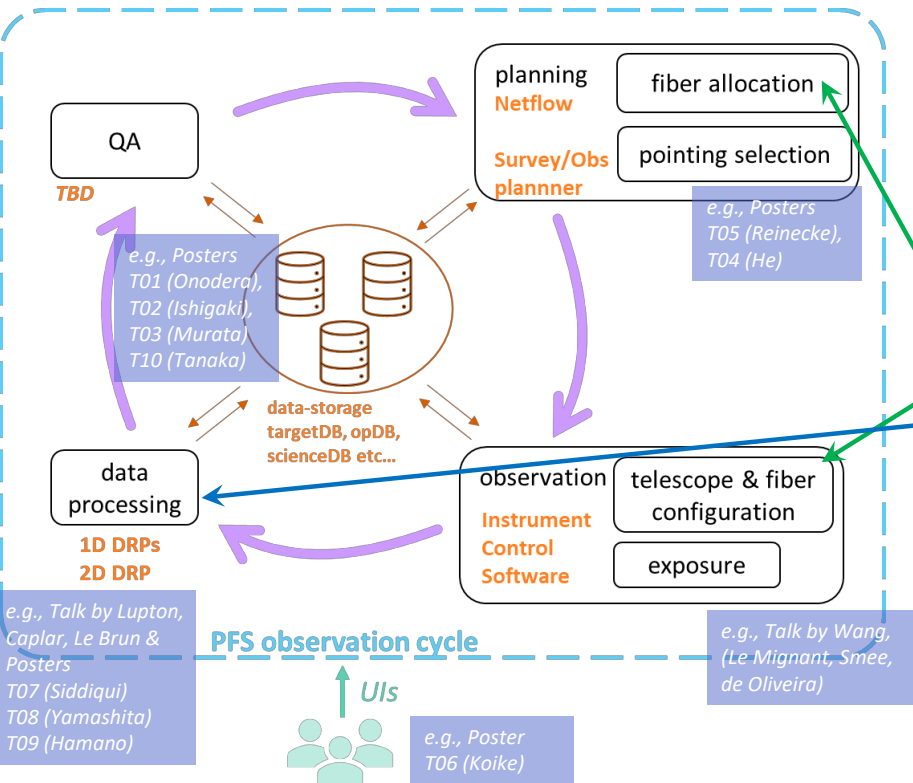 planning
Netflow
Survey/Obs
plannner
fiber allocation
pointing selection
e.g., Posters
T05 (Reinecke),
T04 (He)
QA
TBD
e.g., Posters
T01 (Onodera),
T02 (Ishigaki),
T03 (Murata)
T10 (Tanaka)
data-storage
targetDB, opDB,
scienceDB etc…
data
processing
1D DRPs
2D DRP
observation
Instrument
Control
Software
telescope & fiber
configuration
exposure
e.g., Talk by Lupton,
Caplar, Le Brun &
Posters
T07 (Siddiqui)
T08 (Yamashita)
T09 (Hamano)
PFS observation cycle
e.g., Talk by Wang,
(Le Mignant, Smee,
de Oliveira)
UIs
e.g., Poster
T06 (Koike)